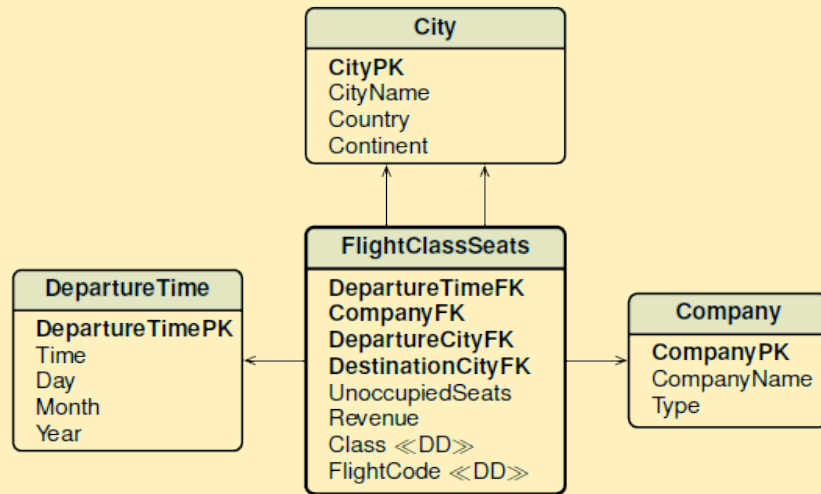 City
CityPK
CityName
Country
Continent
FlightClassSeats
DepartureTimeFK
CompanyFK
DepartureCityFK
DestinationCityFK
UnoccupiedSeats
Revenue
Class ≪DD≫
FlightCode ≪DD≫
DepartureTime
DepartureTimePK
Time
Day
Month
Year
Company
CompanyPK
CompanyName
Type